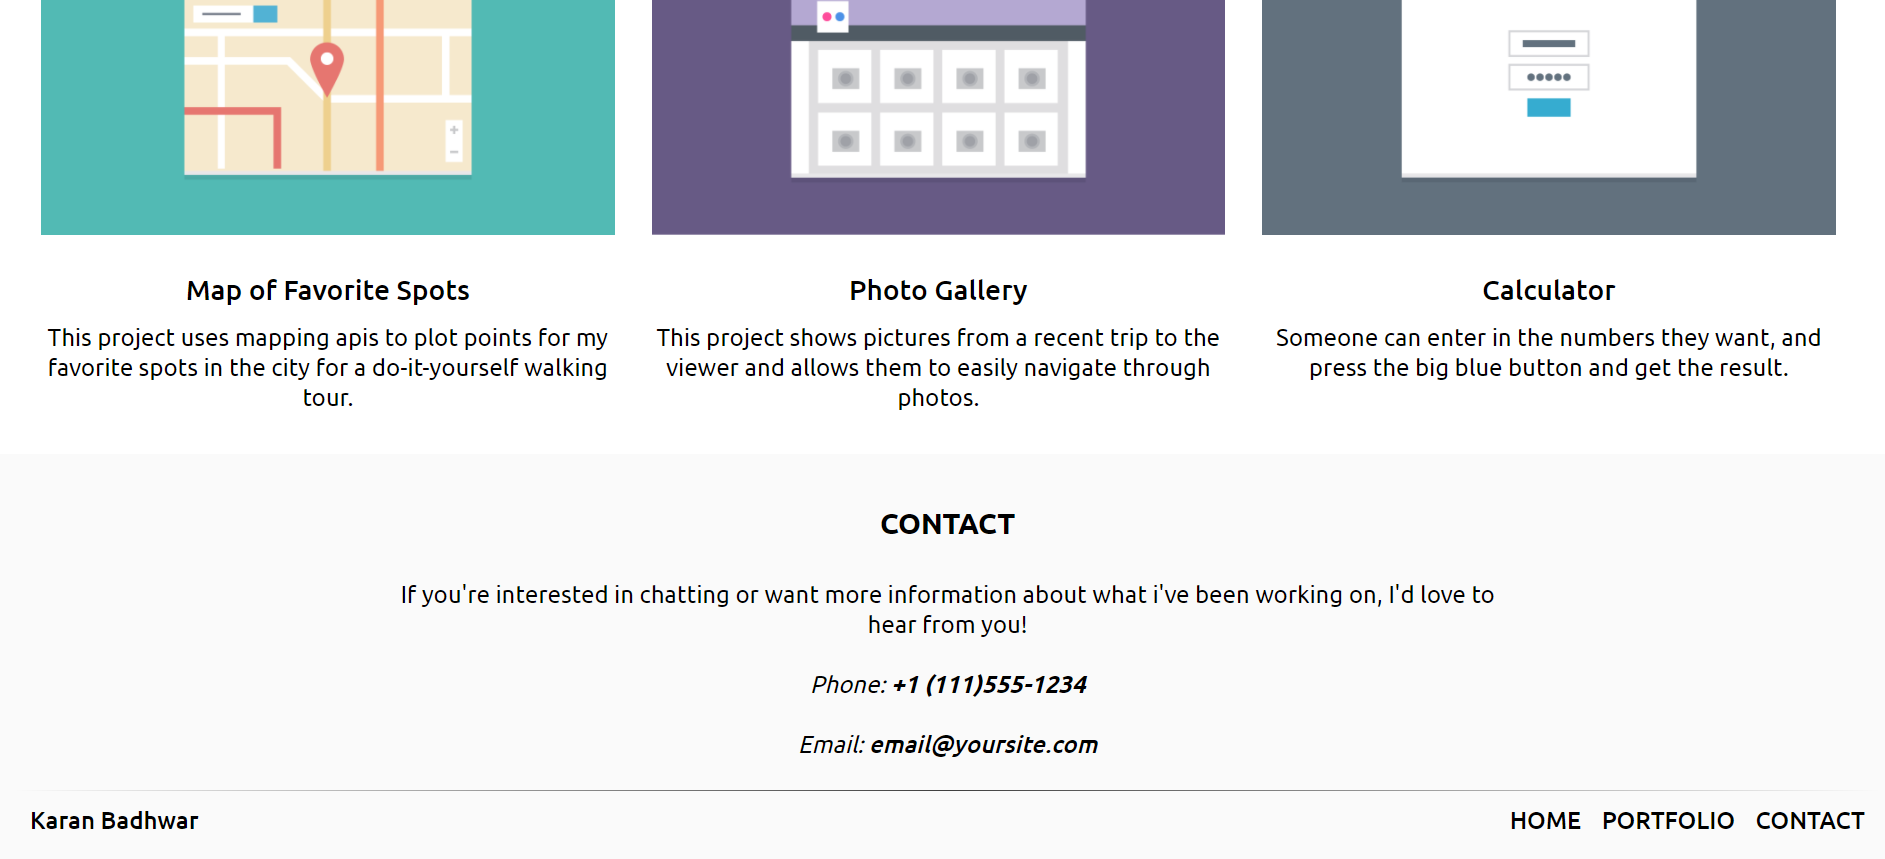 Map of Favorite Spots
This project uses mapping apis to plot points for my
favorite spots in the city for a do-it-yourself walking
tour.
Photo Gallery
This project shows pictures from a recent trip to the
viewer and allows them to easily navigate through
photos.
Calculator
Someone can enter in the numbers they want, and
press the big blue button and get the result.
CONTACT
If you're interested in chatting or want more information about what i've been working on, I'd love to
hear from you!
Phone: +1 (111)555-1234
Email: email@yoursite.com
Karan Badhwar
HOME PORTFOLIO CONTACT